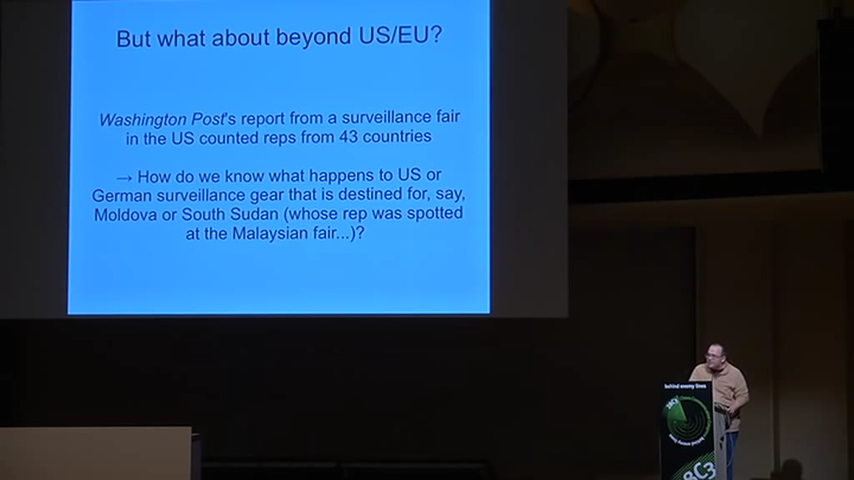 But what about beyond US/EU?
Washington Post's report from a surveillance fair
in the US counted reps from 43 countries
→ How do we know what happens to US or
German surveillance gear that is destined for, say,
Moldova or South Sudan (whose rep was spotted
at the Malaysian fair...)?
behind enemy lines